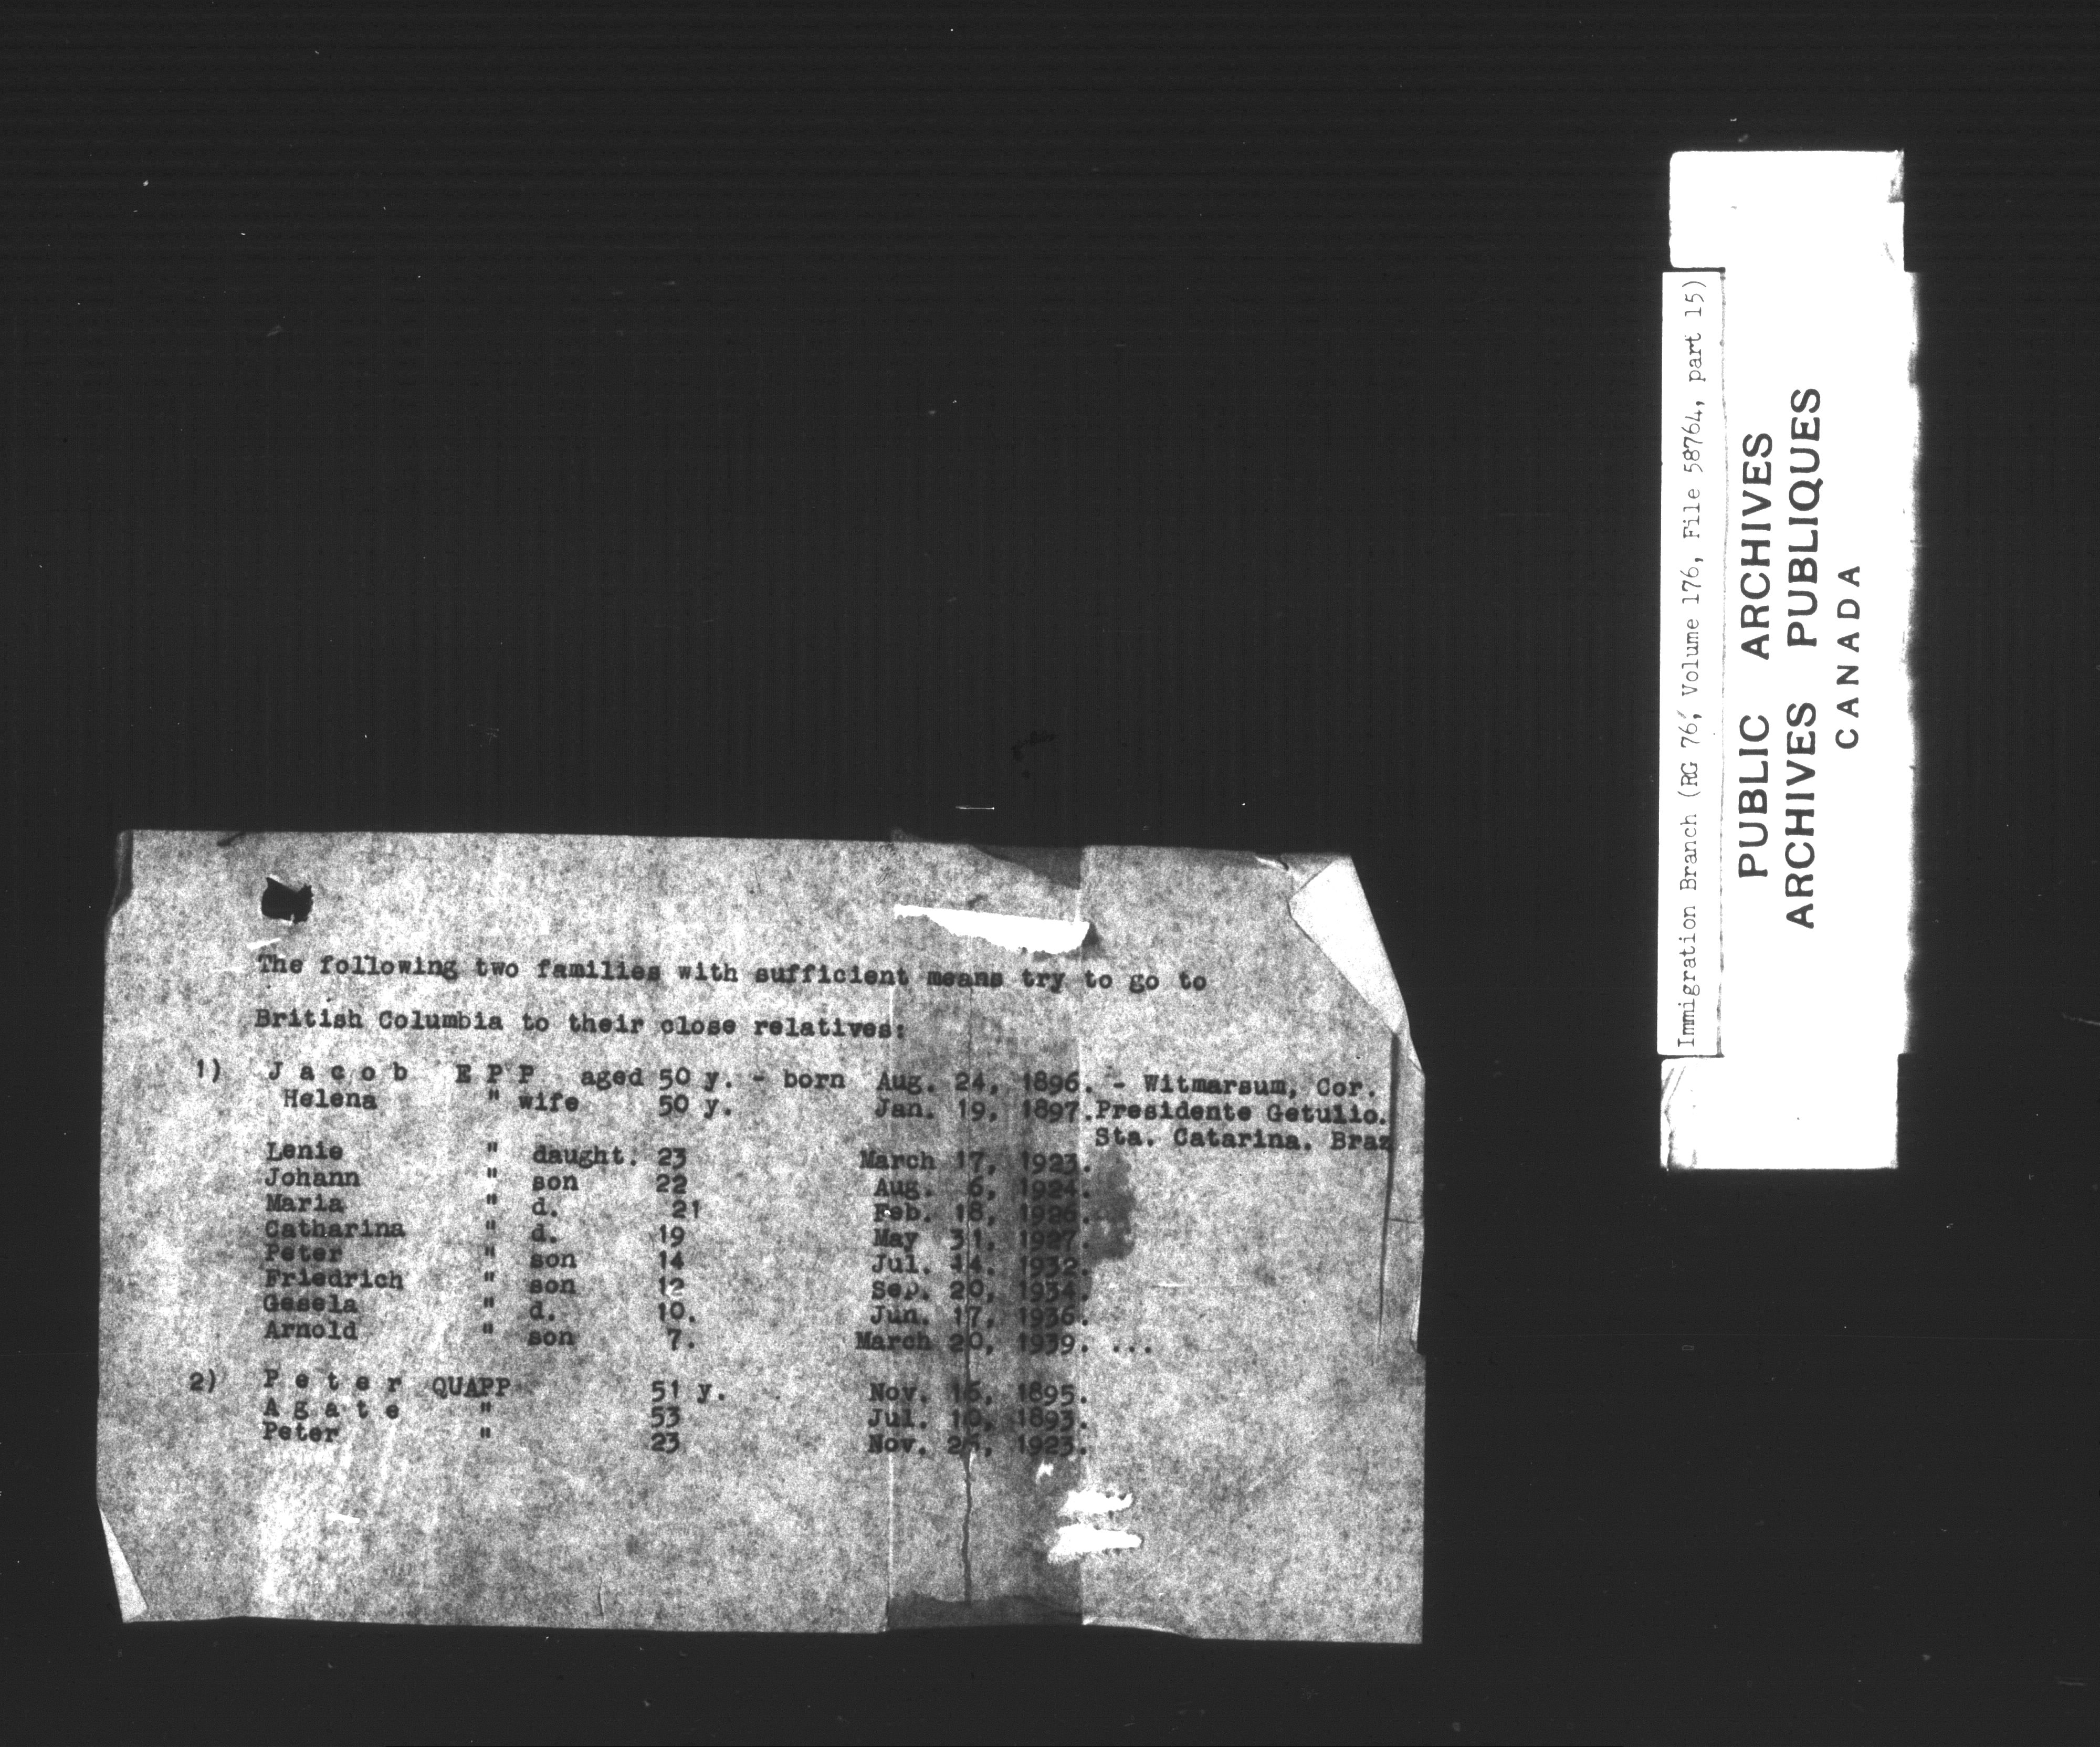 The following two families with sufficient means try to go to
British Columbia to their close relatives:
1) J a c o b E P P aged 50 y. - born Aug. 24, 1896. - Witmarsum, Cor.
Helena " wife 50 y. Jan. 19, 1897. Presidente Getulio.
Sta. Catarina. Braz
Lenie " daught. 23 March 17, 1923.
Johann " son 22 Aug. 6, 1924.
Maria " d. 21 Feb. 18, 1926.
Catharina " d. 19 May 31, 1927.
Peter " son 14 Jul. 14. 1932.
Friedrich " son 12 Sep. 20, 1934.
Gesela " d. 10. Jun. 17, 1936.
Arnold " son 7. March 20, 1939. ...
2) P e t e r QUAPP 51 y. Nov. 16, 1895.
A g a t e " 53 Jul. 10, 1893.
Peter " 23 Nov. 1923.
Immigration Branch (RG 76, Volume 176, File 58764, part 15)
PUBLIC ARCHIVES
ARCHIVES PUBLIQUES
CANADA